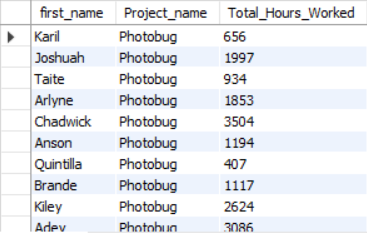 first_name Project_name Total_Hours_Worked
Karil Photobug 656
Joshuah Photobug 1997
Taite Photobug 934
Arlyne Photobug 1853
Chadwick Photobug 3504
Anson Photobug 1194
Quintilla Photobug 407
Brande Photobug 1117
Kiley Photobug 2624
Adey Photobug 3086